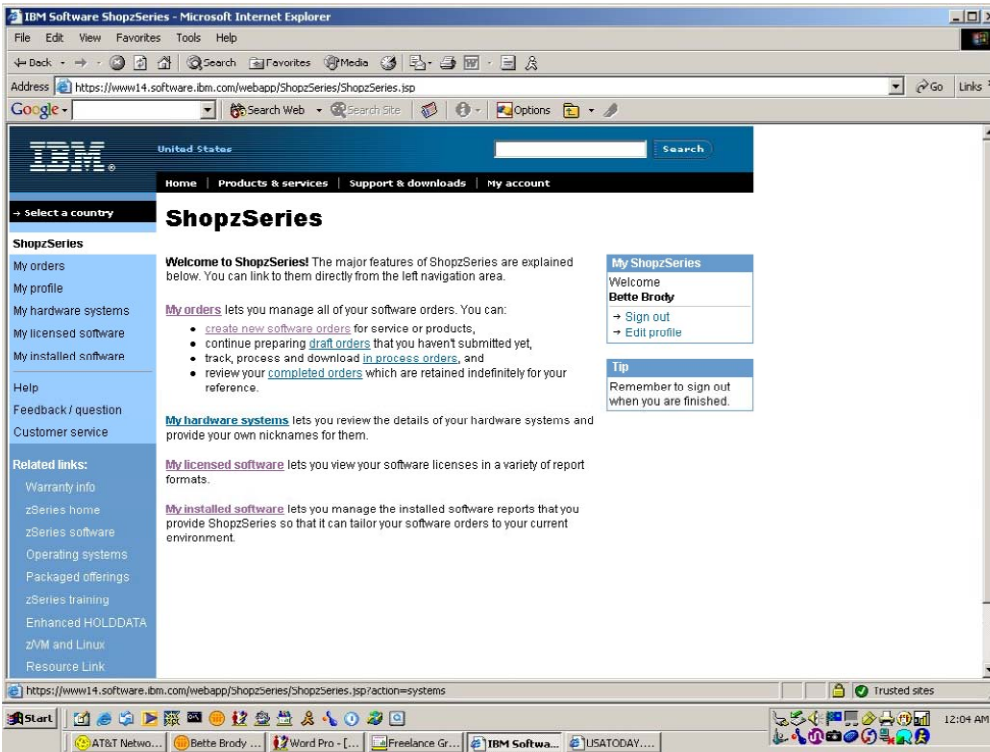 IBM Software ShopzSeries - Microsoft Internet Explorer
File Edit View Favorites Tools Help
Back Search Favorites Media
Address https://www14.software.ibm.com/webapp/ShopzSeries/ShopzSeries.jsp Go Links
Google Search Web Search Site Options
IBM
United States
Search
Home | Products & services | Support & downloads | My account
→ Select a country
ShopzSeries
My orders
My profile
My hardware systems
My licensed software
My installed software
Help
Feedback / question
Customer service
Related links:
Warranty info
zSeries home
zSeries software
Operating systems
Packaged offerings
zSeries training
Enhanced HOLDDATA
z/VM and Linux
Resource Link
ShopzSeries
Welcome to ShopzSeries! The major features of ShopzSeries are explained
below. You can link to them directly from the left navigation area.
My orders lets you manage all of your software orders. You can:
• create new software orders for service or products,
• continue preparing draft orders that you haven't submitted yet,
• track, process and download in process orders, and
• review your completed orders which are retained indefinitely for your
reference.
My hardware systems lets you review the details of your hardware systems and
provide your own nicknames for them.
My licensed software lets you view your software licenses in a variety of report
formats.
My installed software lets you manage the installed software reports that you
provide ShopzSeries so that it can tailor your software orders to your current
environment.
My ShopzSeries
Welcome
Bette Brody
→ Sign out
→ Edit profile
Tip
Remember to sign out
when you are finished.
https://www14.software.ibm.com/webapp/ShopzSeries/ShopzSeries.jsp?action=systems
Trusted sites
Start
12:04 AM
AT&T Netwo...
Bette Brody ...
Word Pro - [...
Freelance Gr...
IBM Softwa...
USATODAY....